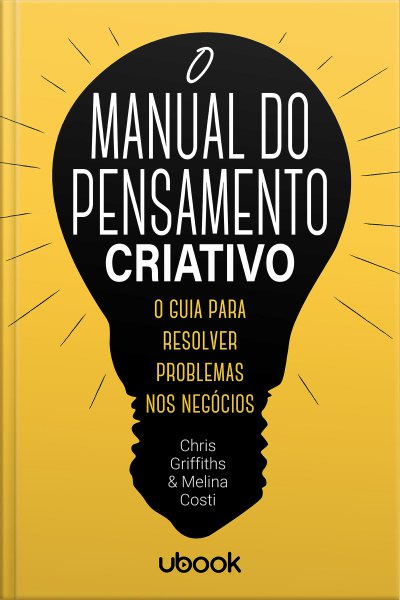 O
MANUAL DO
PENSAMENTO
CRIATIVO
O GUIA PARA
RESOLVER
PROBLEMAS
NOS NEGÓCIOS
Chris
Griffiths
& Melina
Costi
ubook